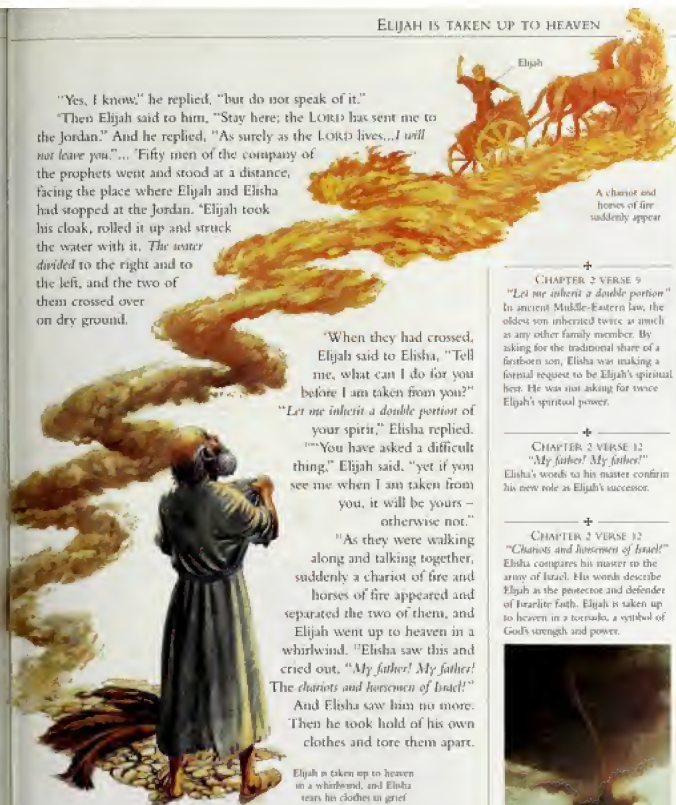 ELIJAH IS TAKEN UP TO HEAVEN
Elijah
"Yes, I know," he replied, "but do not speak of it."
Then Elijah said to him, "Stay here; the LORD has sent me to
the Jordan." And he replied, "As surely as the LORD lives...I will
not leave you."... Fifty men of the company of
the prophets went and stood at a distance,
facing the place where Elijah and Elisha
had stopped at the Jordan. Elijah took
his cloak, rolled it up and struck
the water with it. The water
divided to the right and to
the left, and the two of
them crossed over
on dry ground.
A chariot and
horses of fire
suddenly appear
When they had crossed,
Elijah said to Elisha, "Tell
me, what can I do for you
before I am taken from you?"
"Let me inherit a double portion of
your spirit," Elisha replied.
"You have asked a difficult
thing," Elijah said, "yet if you
see me when I am taken from
you, it will be yours –
otherwise not."
"As they were walking
along and talking together,
suddenly a chariot of fire and
horses of fire appeared and
separated the two of them, and
Elijah went up to heaven in a
whirlwind. Elisha saw this and
cried out, "My father! My father!
The chariots and horsemen of Israel!"
And Elisha saw him no more.
Then he took hold of his own
clothes and tore them apart.
Elijah is taken up to heaven
in a whirlwind, and Elisha
tears his clothes in grief
CHAPTER 2 VERSE 9
"Let me inherit a double portion"
In ancient Middle-Eastern law, the
oldest son inherited twice as much
as any other family member. By
asking for the traditional share of a
firstborn son, Elisha was making a
formal request to be Elijah's spiritual
heir. He was not asking for twice
Elijah's spiritual power.
CHAPTER 2 VERSE 12
"My father! My father!"
Elisha's words to his master confirm
his new role as Elijah's successor.
CHAPTER 2 VERSE 12
"Chariots and horsemen of Israel!"
Elisha compares his master to the
army of Israel. His words describe
Elijah as the protector and defender
of Israelite faith. Elijah is taken up
to heaven in a tornado, a symbol of
God's strength and power.